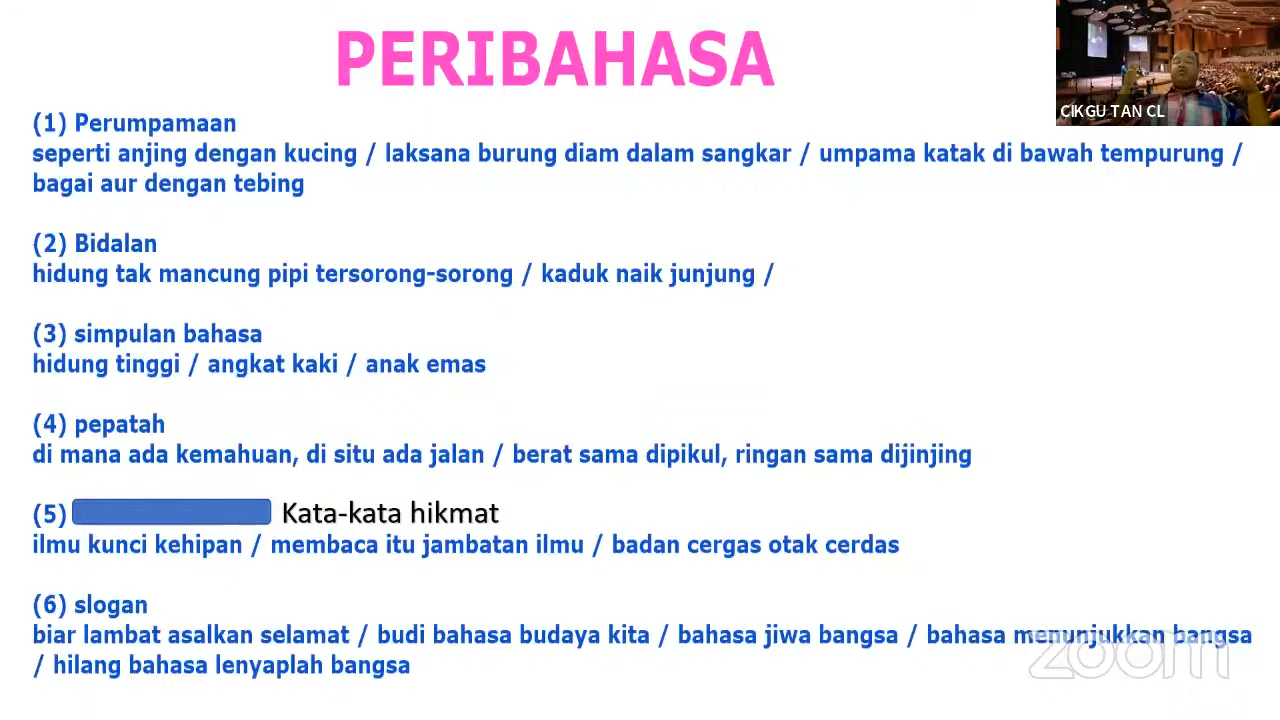 PERIBAHASA
CIKGU TAN CL
(1) Perumpamaan
seperti anjing dengan kucing / laksana burung diam dalam sangkar / umpama katak di bawah tempurung /
bagai aur dengan tebing
(2) Bidalan
hidung tak mancung pipi tersorong-sorong / kaduk naik junjung /
(3) simpulan bahasa
hidung tinggi / angkat kaki / anak emas
(4) pepatah
di mana ada kemahuan, di situ ada jalan / berat sama dipikul, ringan sama dijinjing
(5) Kata-kata hikmat
ilmu kunci kehipan / membaca itu jambatan ilmu / badan cergas otak cerdas
(6) slogan
biar lambat asalkan selamat / budi bahasa budaya kita / bahasa jiwa bangsa / bahasa menunjukkan bangsa
/ hilang bahasa lenyaplah bangsa
zoom